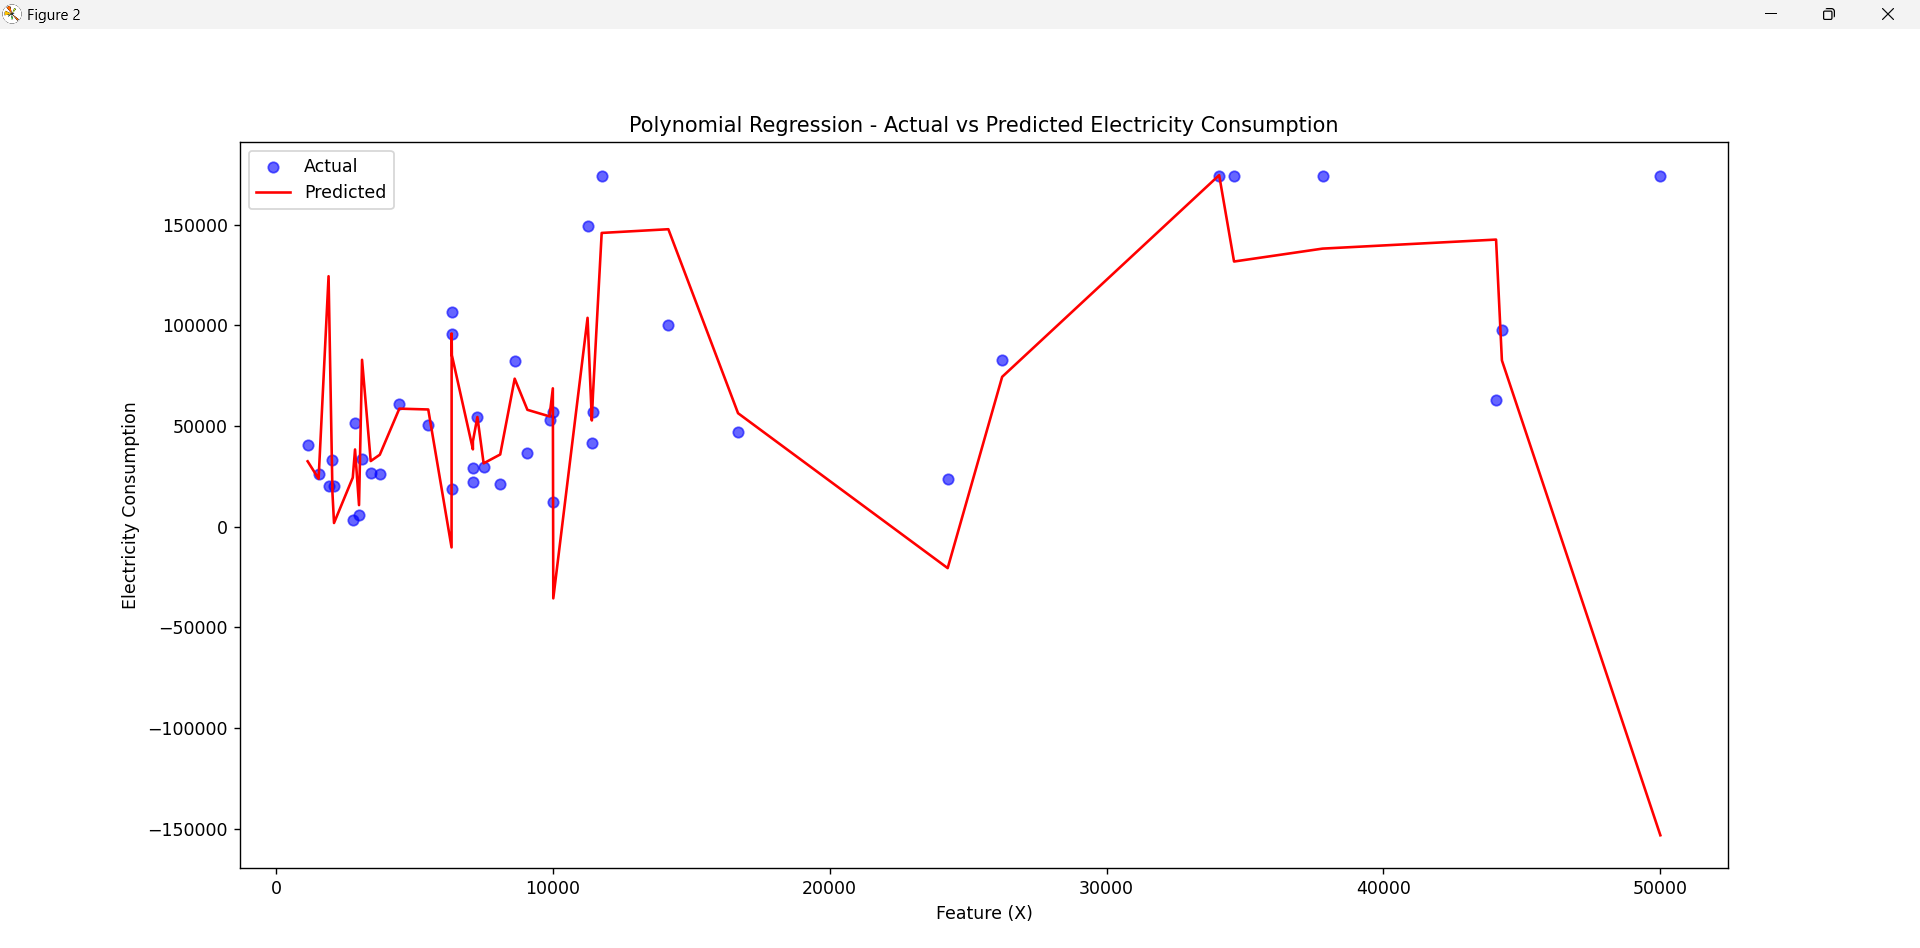 Figure 2
Polynomial Regression - Actual vs Predicted Electricity Consumption
Actual
Predicted
150000
100000
50000
0
−50000
−100000
−150000
Electricity Consumption
0 10000 20000 30000 40000 50000
Feature (X)